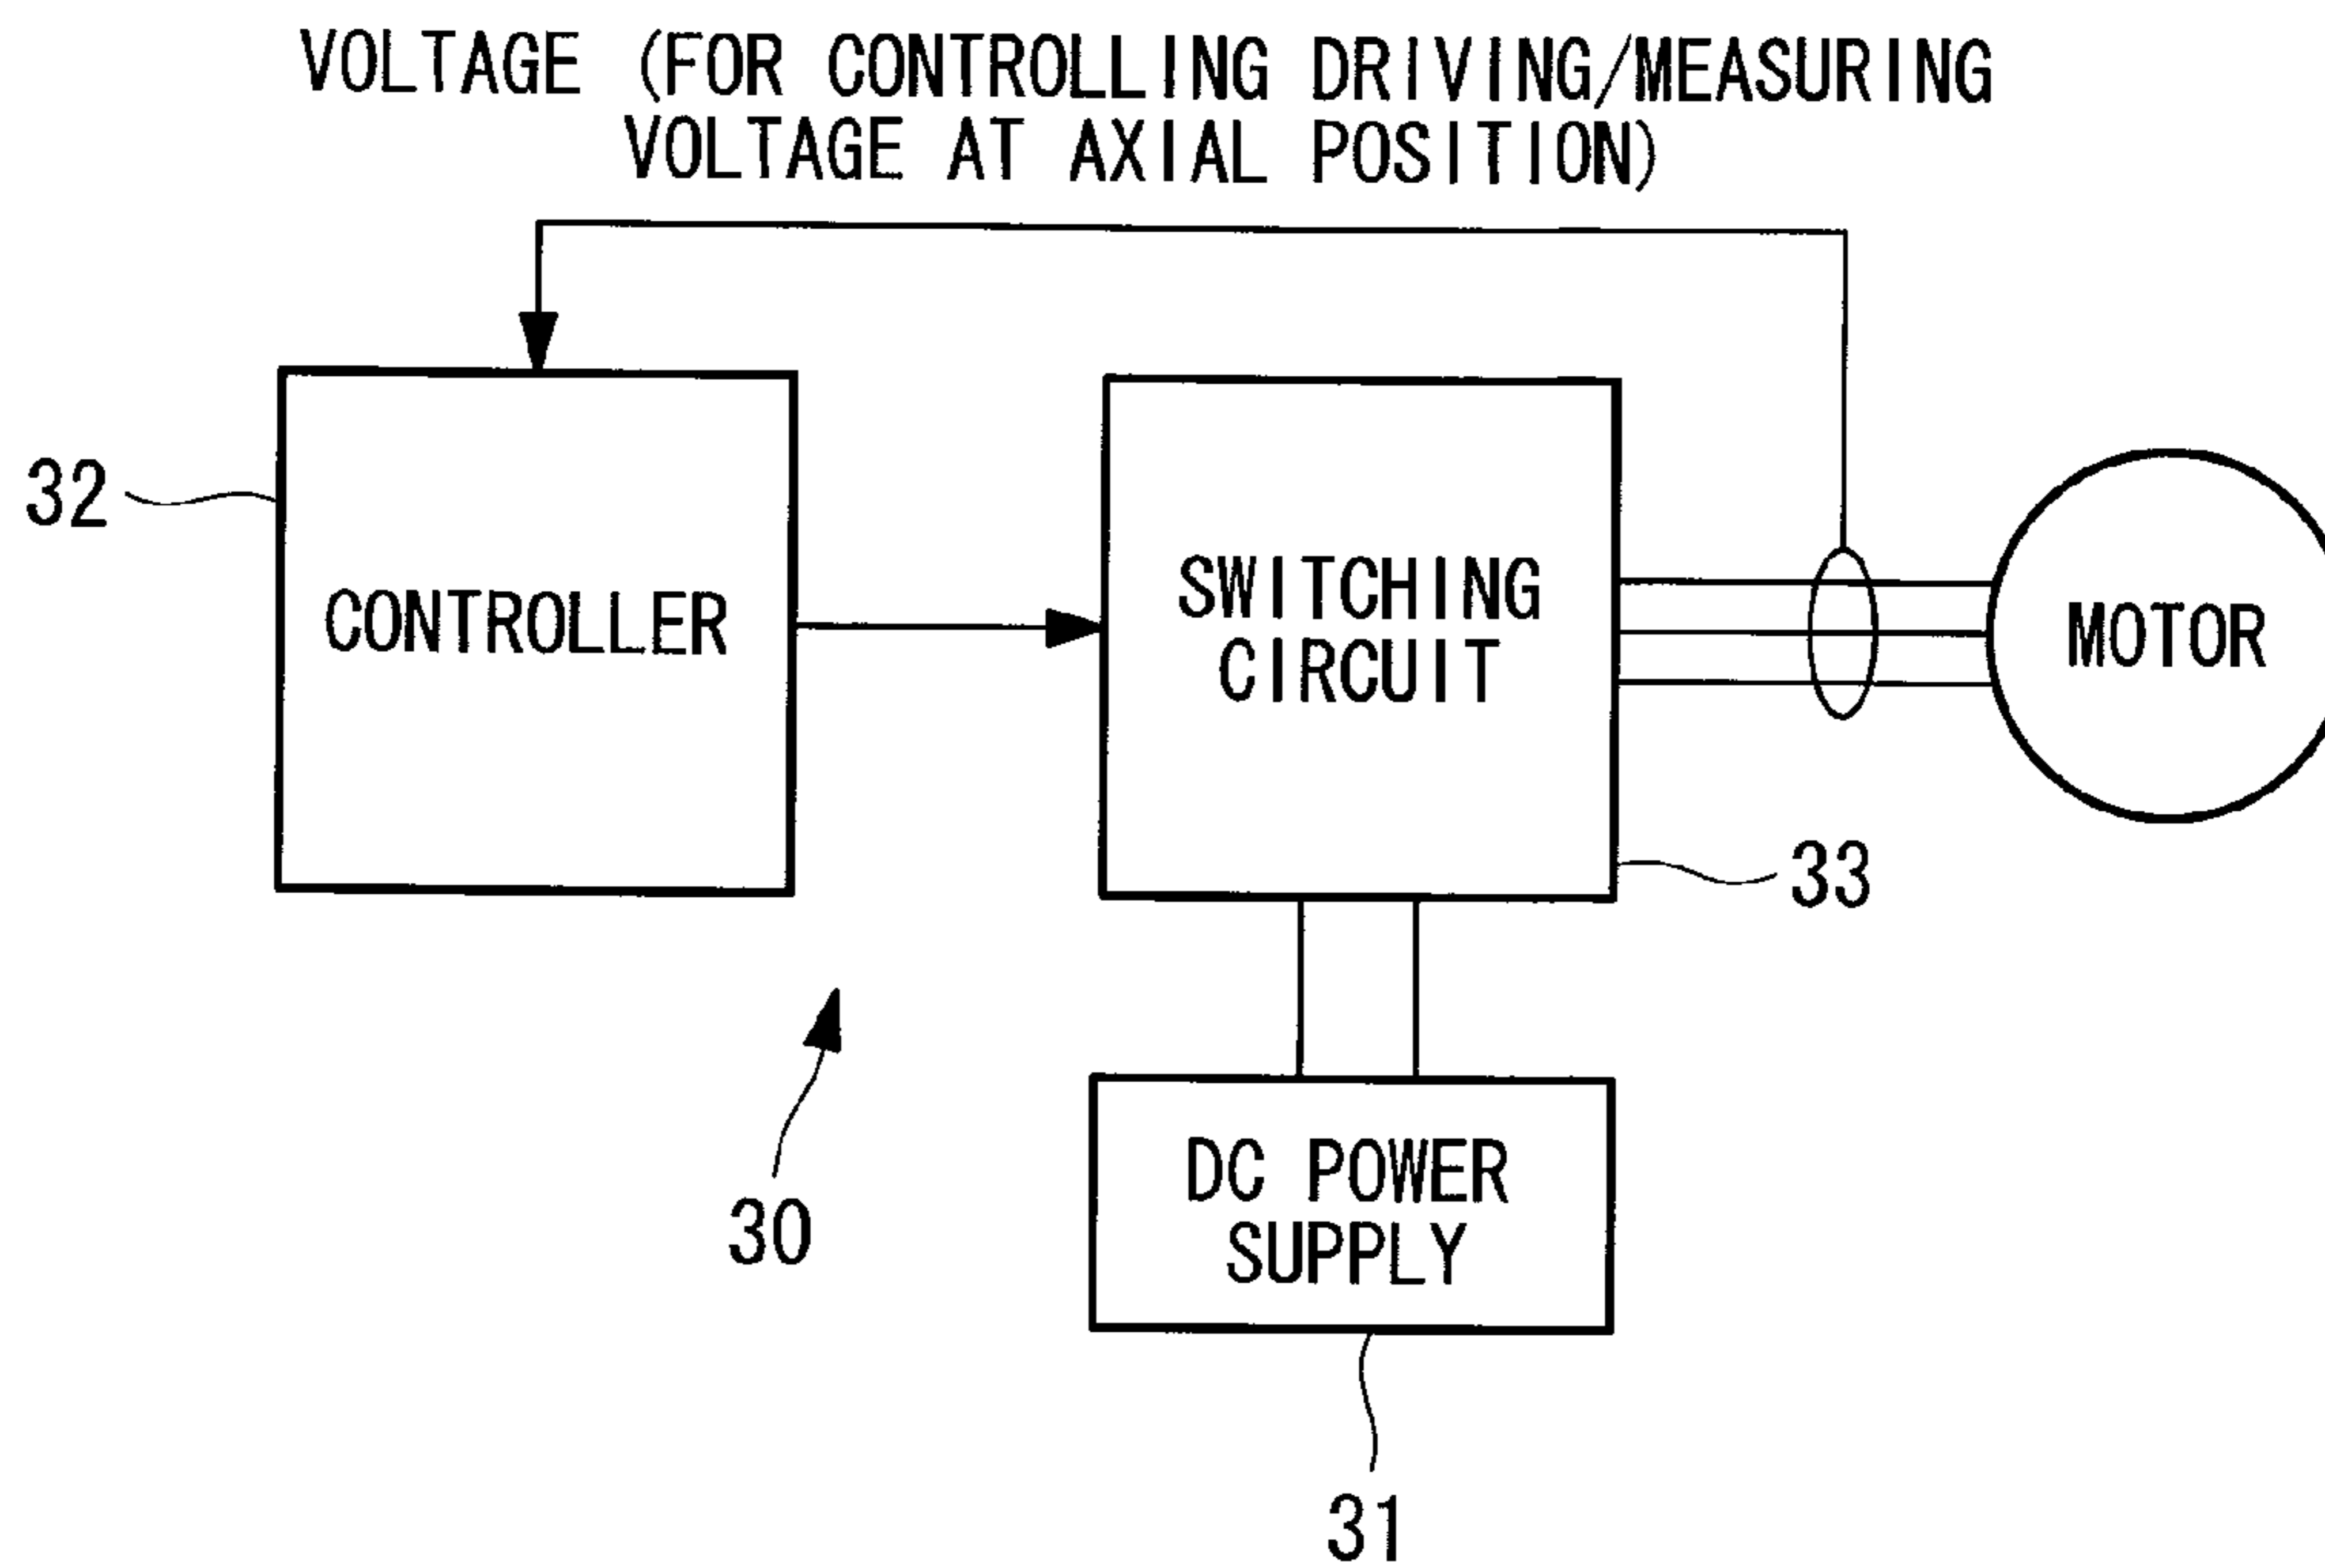 VOLTAGE (FOR CONTROLLING DRIVING/MEASURING
VOLTAGE AT AXIAL POSITION)
32
CONTROLLER
SWITCHING
CIRCUIT
MOTOR
33
30
DC POWER
SUPPLY
31